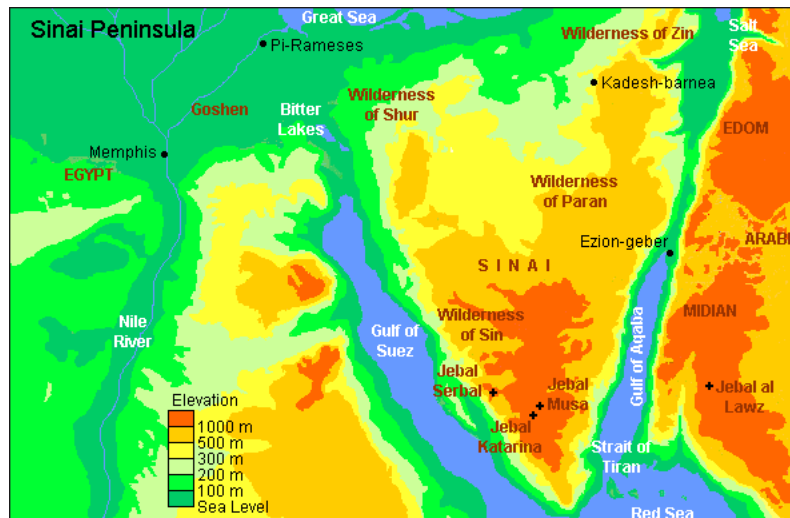 Sinai Peninsula
Great Sea
Pi-Rameses
Wilderness of Zin
Salt
Sea
Kadesh-barnea
Wilderness
of Shur
Goshen
Bitter
Lakes
EDOM
Memphis
EGYPT
Wilderness
of Paran
Ezion-geber
ARABI
SINAI
MIDIAN
Nile
River
Gulf of
Suez
Wilderness
of Sin
Gulf of Aqaba
Jebal
Serbal
Jebal
Musa
Jebal al
Lawz
Jebal
Katarina
Strait of
Tiran
Red Sea
Elevation
1000 m
500 m
300 m
200 m
100 m
Sea Level